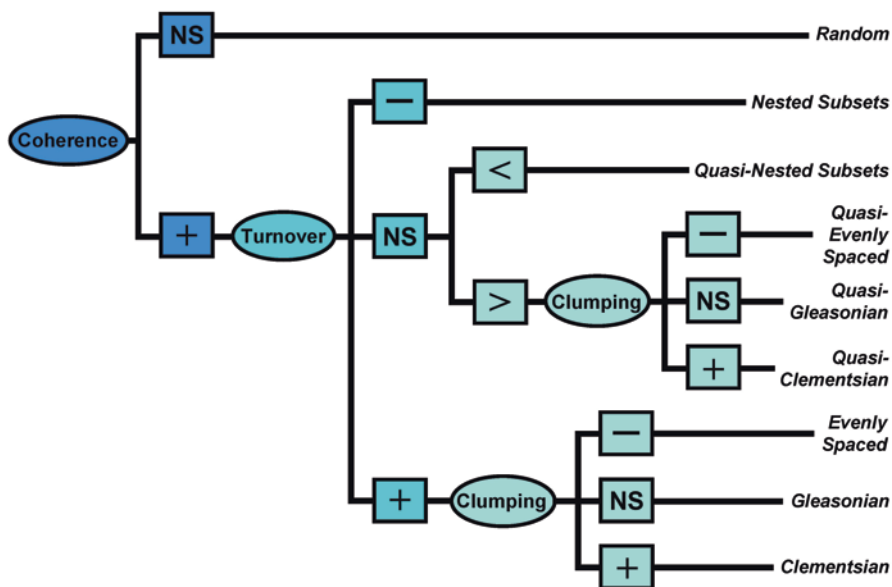 NS
Random
−
Nested Subsets
Coherence
<
Quasi-Nested Subsets
+
Turnover
NS
−
Quasi-
Evenly
Spaced
>
Clumping
NS
Quasi-
Gleasonian
+
Quasi-
Clementsian
−
Evenly
Spaced
+
Clumping
NS
Gleasonian
+
Clementsian